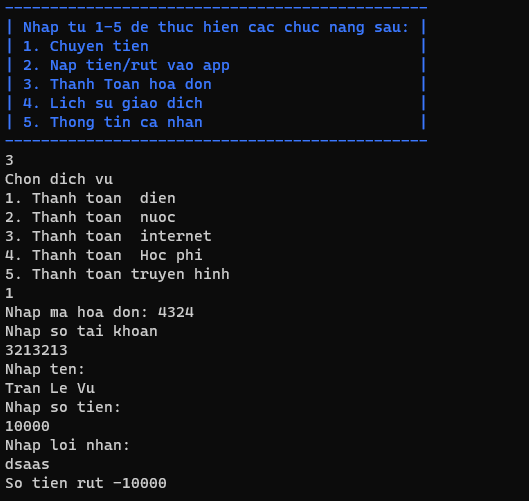 -----------------------------------------------
| Nhap tu 1-5 de thuc hien cac chuc nang sau: |
| 1. Chuyen tien                              |
| 2. Nap tien/rut vao app                     |
| 3. Thanh Toan hoa don                       |
| 4. Lich su giao dich                        |
| 5. Thong tin ca nhan                        |
-----------------------------------------------
3
Chon dich vu
1. Thanh toan  dien
2. Thanh toan  nuoc
3. Thanh toan  internet
4. Thanh toan  Hoc phi
5. Thanh toan truyen hinh
1
Nhap ma hoa don: 4324
Nhap so tai khoan
3213213
Nhap ten:
Tran Le Vu
Nhap so tien:
10000
Nhap loi nhan:
dsaas
So tien rut -10000